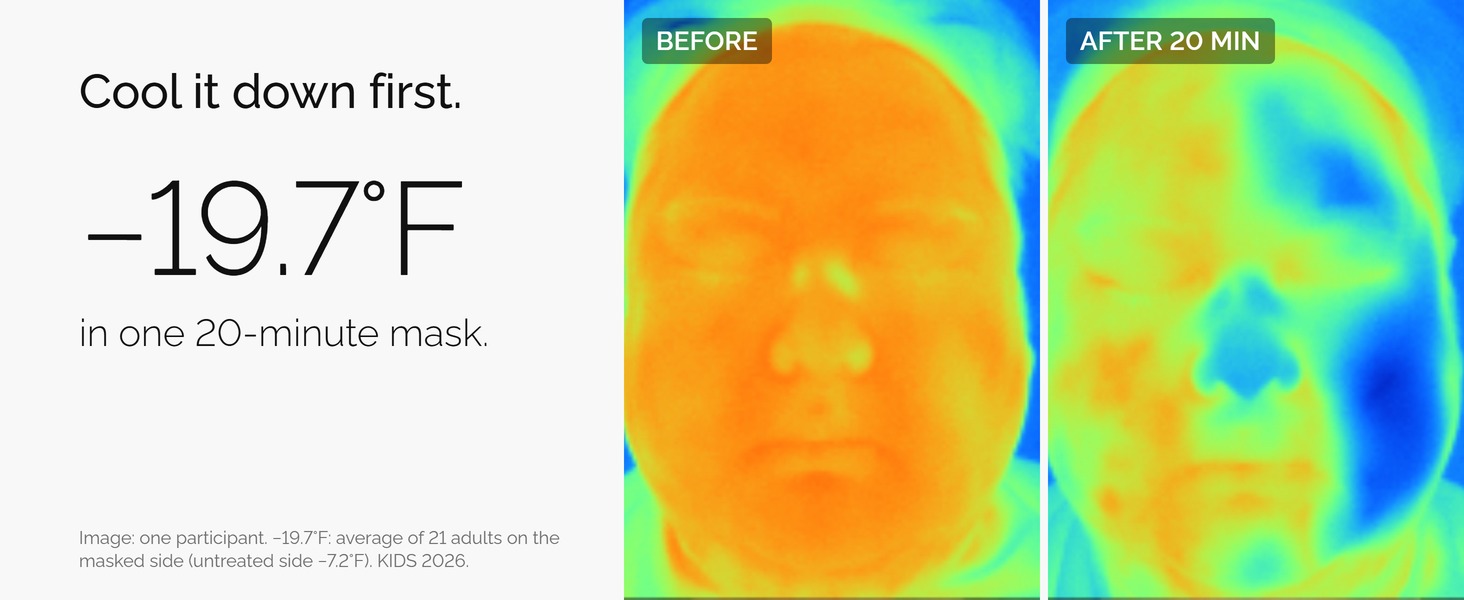 Cool it down first.
−19.7°F
in one 20-minute mask.
Image: one participant. −19.7°F: average of 21 adults on the
masked side (untreated side −7.2°F). KIDS 2026.
BEFORE
AFTER 20 MIN